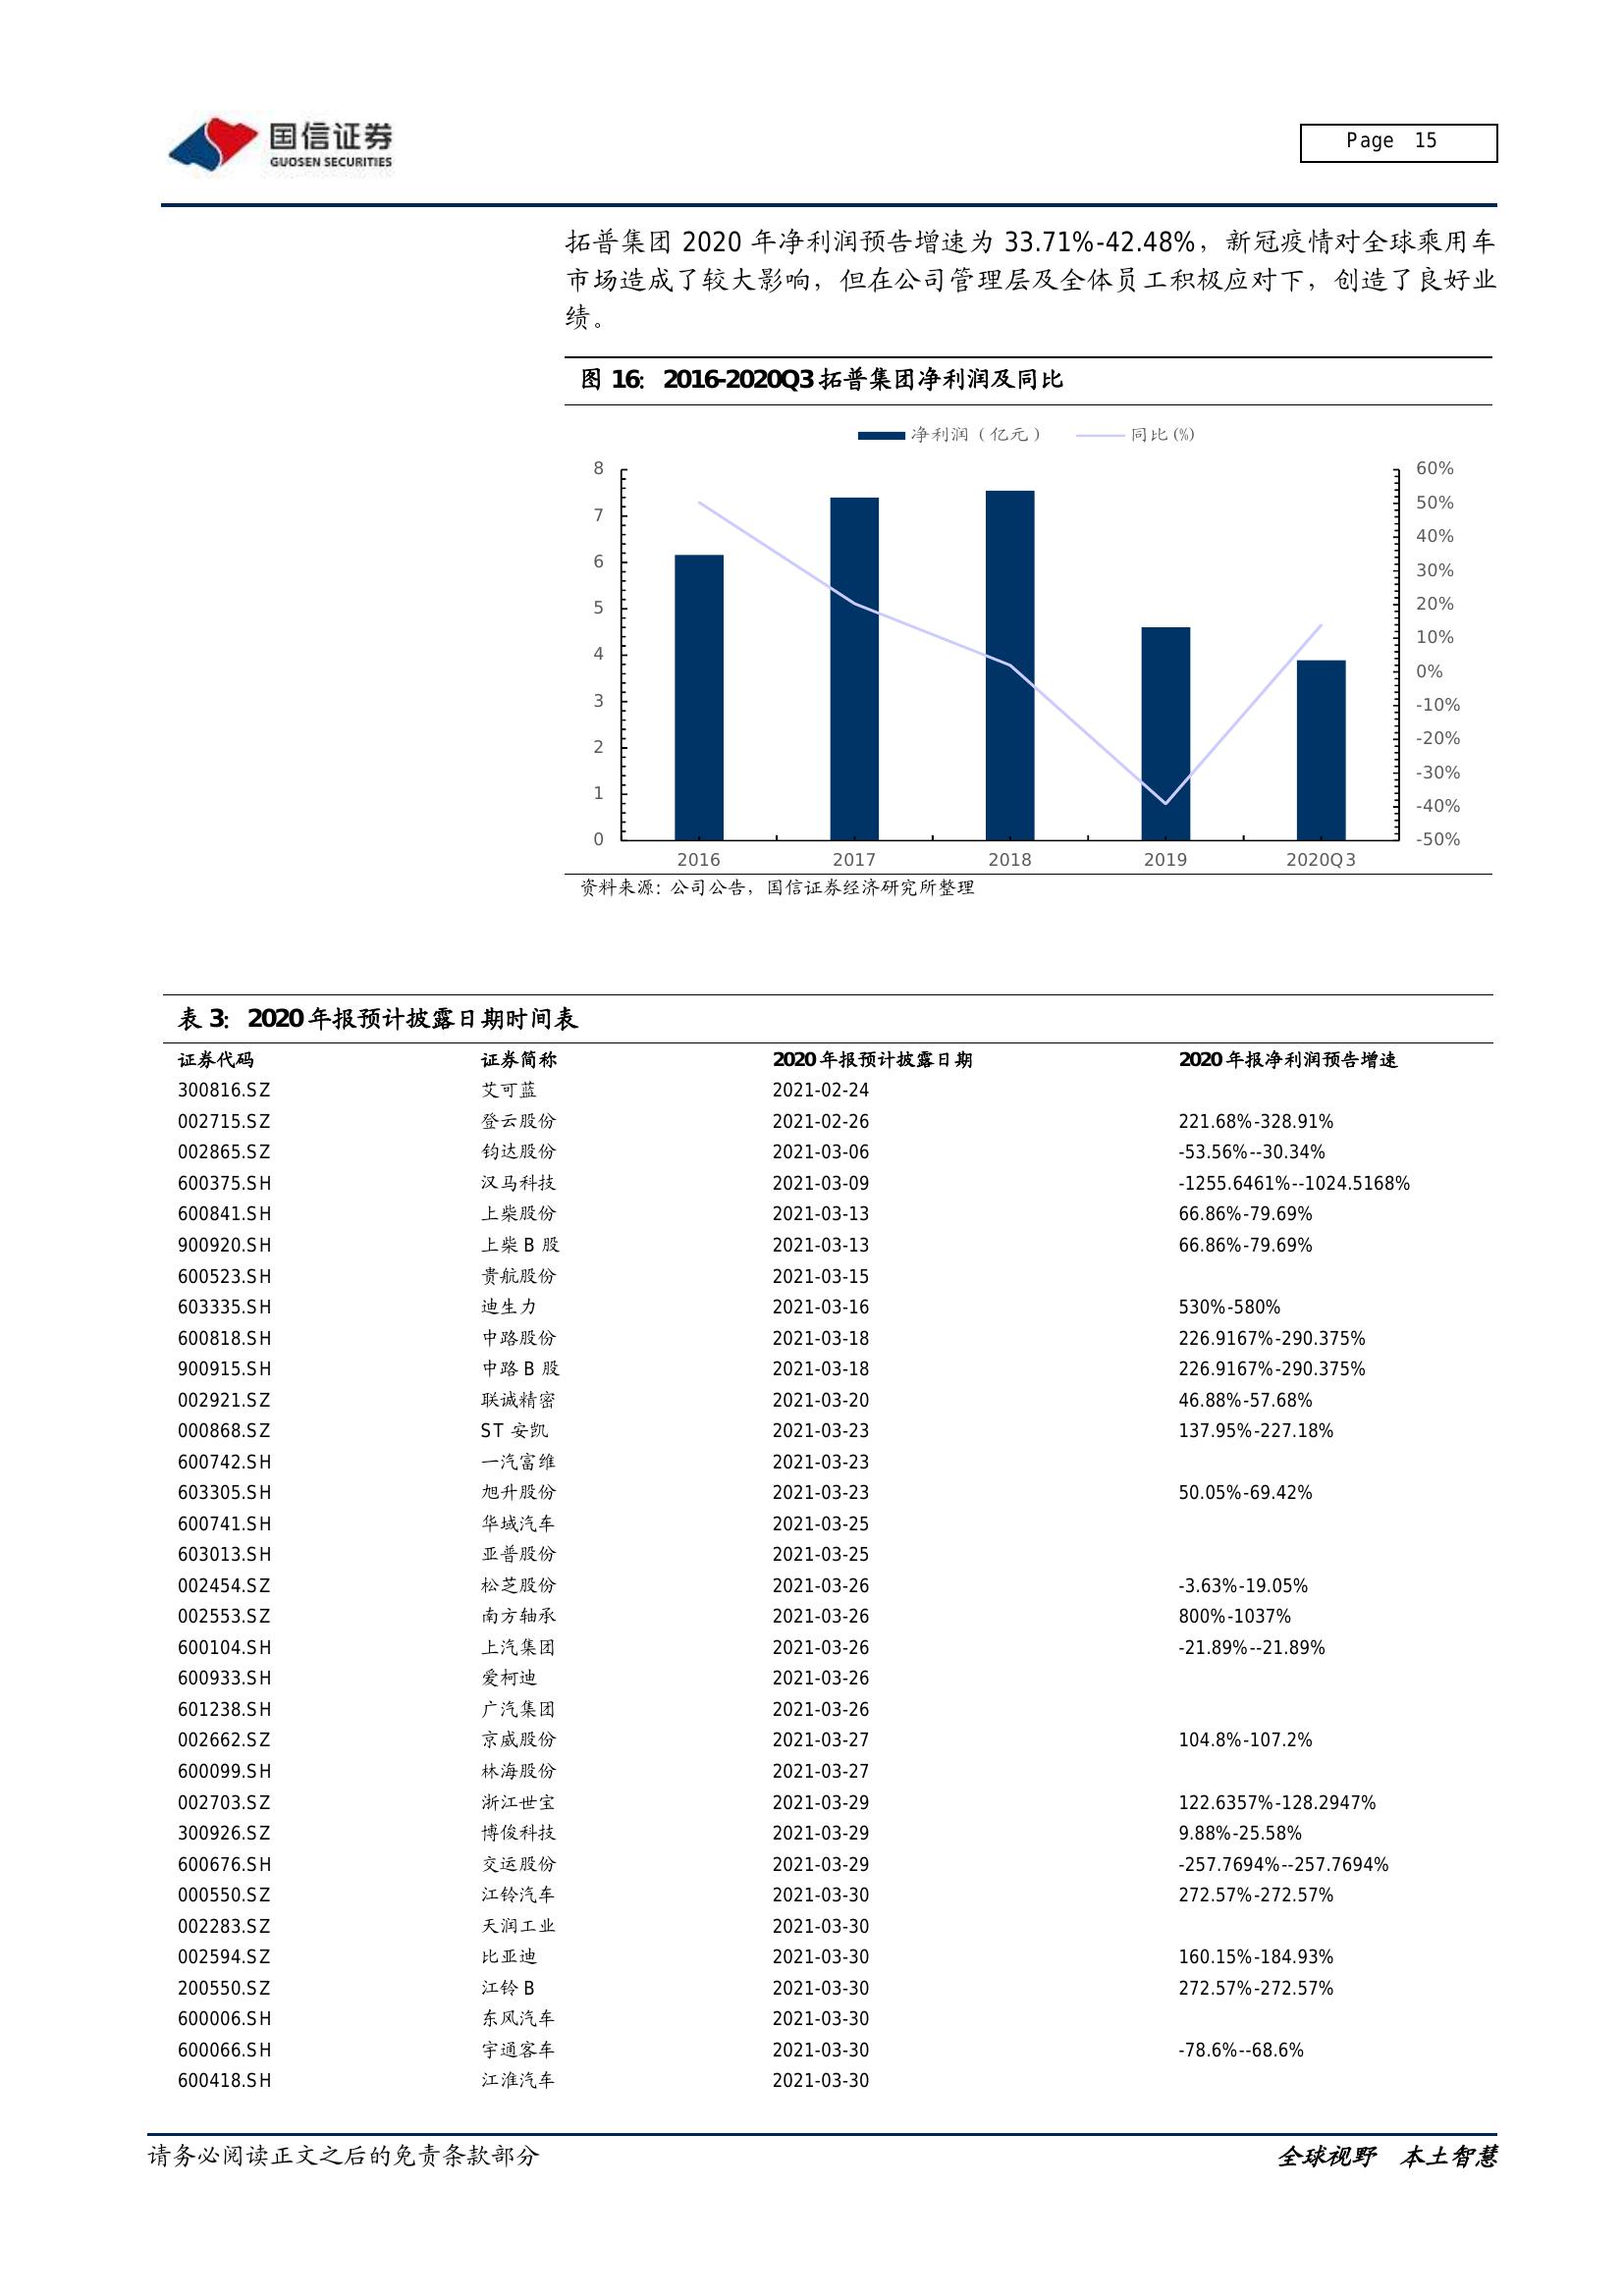 国信证券
GUOSEN SECURITIES
Page 15
拓普集团 2020 年净利润预告增速为 33.71%-42.48%，新冠疫情对全球乘用车
市场造成了较大影响，但在公司管理层及全体员工积极应对下，创造了良好业
绩。
图 16： 2016-2020Q3 拓普集团净利润及同比
净利润（亿元） 同比(%)
8 60%
7 50%
6 40%
5 30%
4 20%
3 10%
2 0%
1 -10%
0 -20%
-30%
-40%
-50%
2016 2017 2018 2019 2020Q3
资料来源：公司公告，国信证券经济研究所整理
表 3： 2020 年报预计披露日期时间表
证券代码 证券简称 2020 年报预计披露日期 2020 年报净利润预告增速
300816.SZ 艾可蓝 2021-02-24
002715.SZ 登云股份 2021-02-26 221.68%-328.91%
002865.SZ 钧达股份 2021-03-06 -53.56%--30.34%
600375.SH 汉马科技 2021-03-09 -1255.6461%--1024.5168%
600841.SH 上柴股份 2021-03-13 66.86%-79.69%
900920.SH 上柴 B 股 2021-03-13 66.86%-79.69%
600523.SH 贵航股份 2021-03-15
603335.SH 迪生力 2021-03-16 530%-580%
600818.SH 中路股份 2021-03-18 226.9167%-290.375%
900915.SH 中路 B 股 2021-03-18 226.9167%-290.375%
002921.SZ 联诚精密 2021-03-20 46.88%-57.68%
000868.SZ ST 安凯 2021-03-23 137.95%-227.18%
600742.SH 一汽富维 2021-03-23
603305.SH 旭升股份 2021-03-23 50.05%-69.42%
600741.SH 华域汽车 2021-03-25
603013.SH 亚普股份 2021-03-25
002454.SZ 松芝股份 2021-03-26 -3.63%-19.05%
002553.SZ 南方轴承 2021-03-26 800%-1037%
600104.SH 上汽集团 2021-03-26 -21.89%--21.89%
600933.SH 爱柯迪 2021-03-26
601238.SH 广汽集团 2021-03-26
002662.SZ 京威股份 2021-03-27 104.8%-107.2%
600099.SH 林海股份 2021-03-27
002703.SZ 浙江世宝 2021-03-29 122.6357%-128.2947%
300926.SZ 博俊科技 2021-03-29 9.88%-25.58%
600676.SH 交运股份 2021-03-29 -257.7694%--257.7694%
000550.SZ 江铃汽车 2021-03-30 272.57%-272.57%
002283.SZ 天润工业 2021-03-30
002594.SZ 比亚迪 2021-03-30 160.15%-184.93%
200550.SZ 江铃 B 2021-03-30 272.57%-272.57%
600006.SH 东风汽车 2021-03-30
600066.SH 宇通客车 2021-03-30 -78.6%--68.6%
600418.SH 江淮汽车 2021-03-30
请务必阅读正文之后的免责条款部分 全球视野 本土智慧